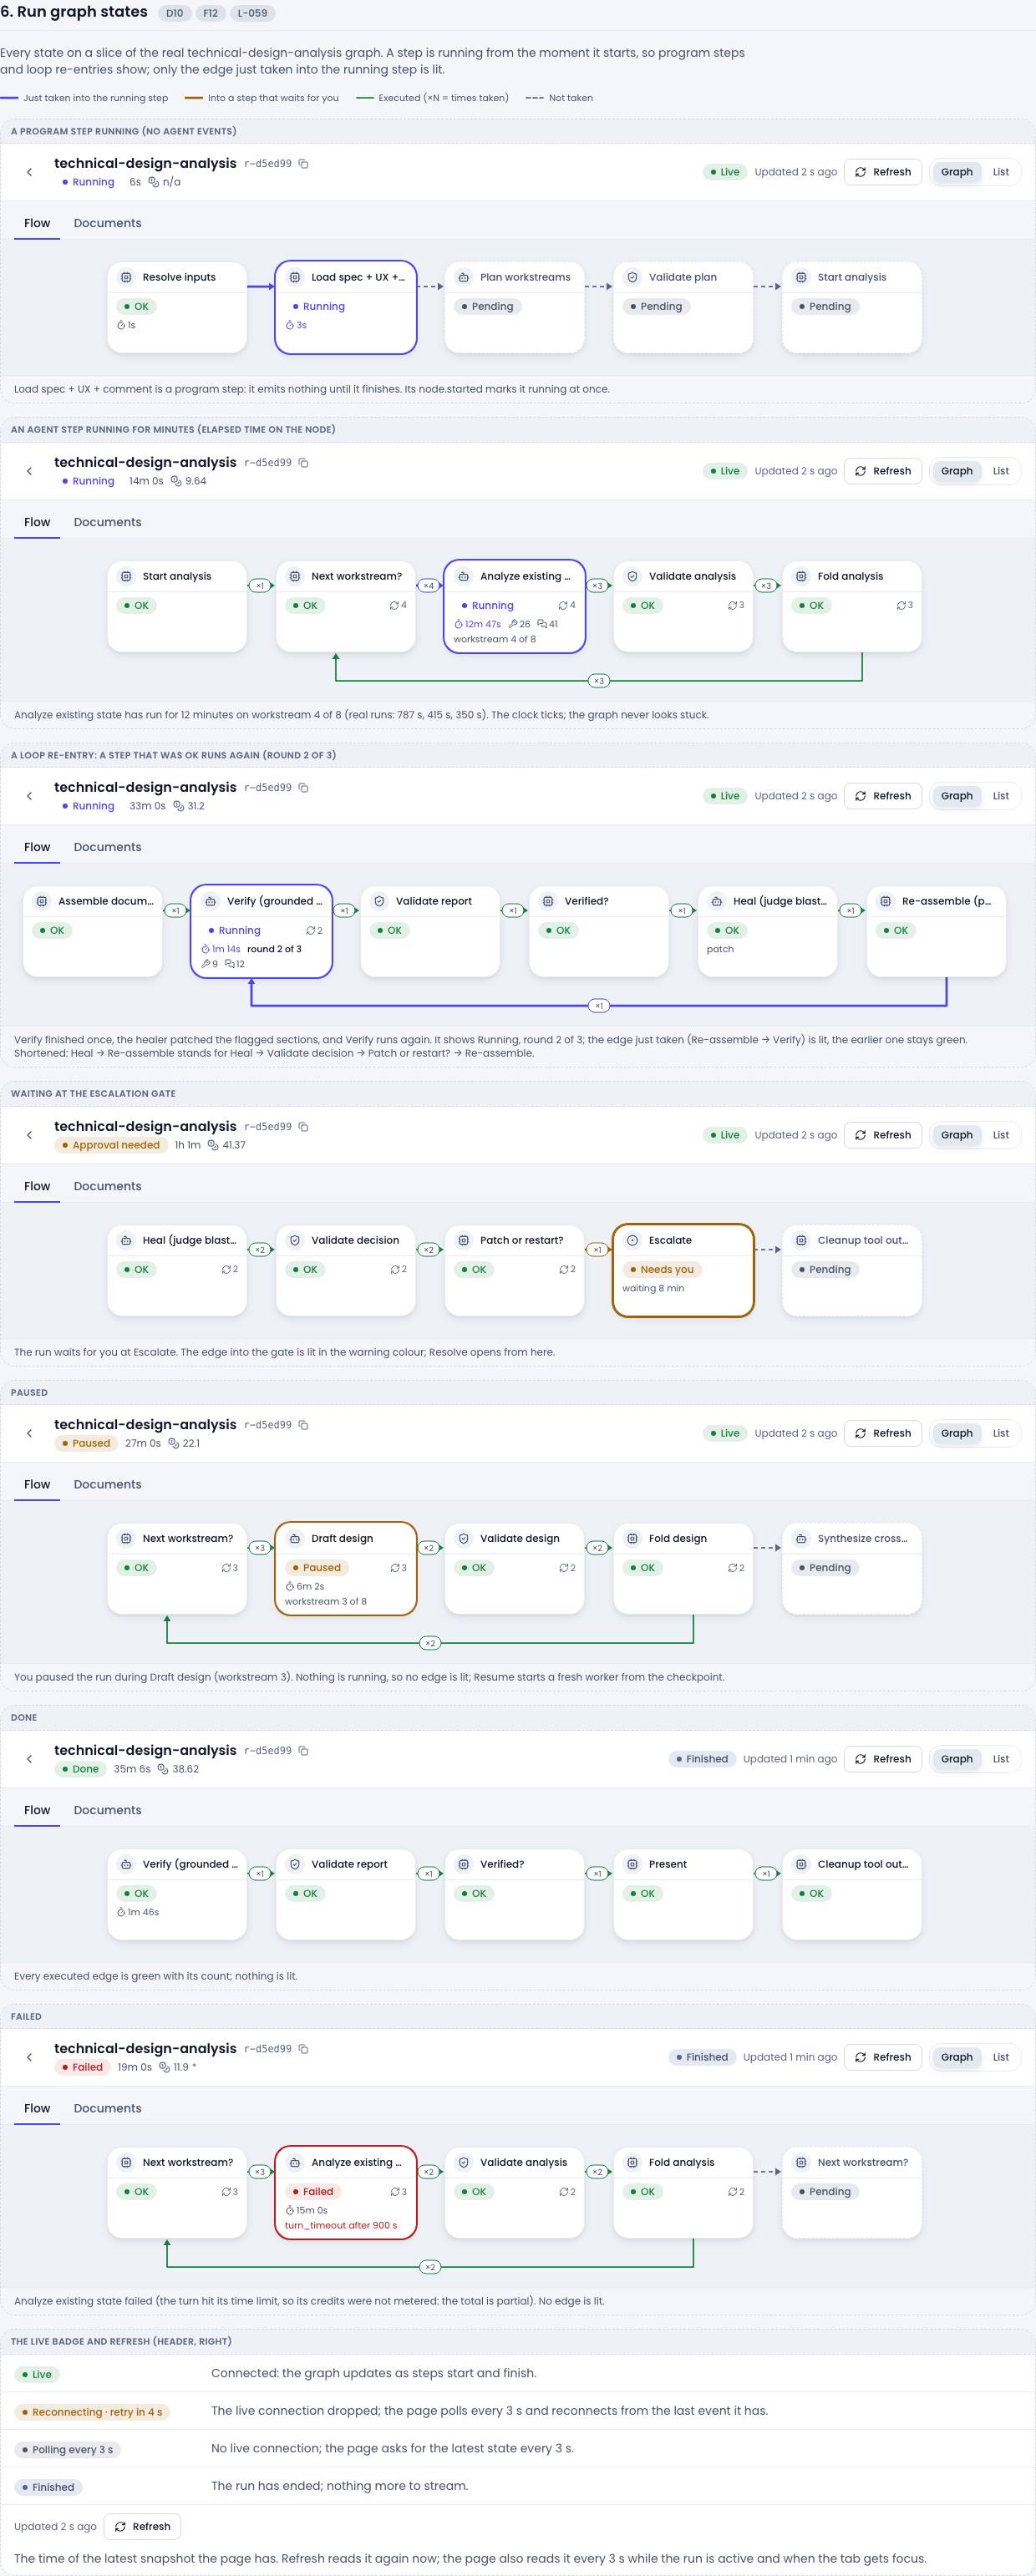 6. Run graph states D10 F12 L-059
Every state on a slice of the real technical-design-analysis graph. A step is running from the moment it starts, so program steps
and loop re-entries show; only the edge just taken into the running step is lit.
Just taken into the running step Into a step that waits for you Executed (×N = times taken) Not taken
A PROGRAM STEP RUNNING (NO AGENT EVENTS)
technical-design-analysis r-d5ed99
Running 6s n/a
Live Updated 2 s ago Refresh Graph List
Flow Documents
Resolve inputs Load spec + UX +... Plan workstreams Validate plan Start analysis
OK Running Pending Pending Pending
1s 3s
Load spec + UX + comment is a program step: it emits nothing until it finishes. Its node.started marks it running at once.
AN AGENT STEP RUNNING FOR MINUTES (ELAPSED TIME ON THE NODE)
technical-design-analysis r-d5ed99
Running 14m 0s 9.64
Live Updated 2 s ago Refresh Graph List
Flow Documents
Start analysis Next workstream? Analyze existing ... Validate analysis Fold analysis
×1 ×4 ×3 ×3
OK OK 4 Running 4 OK 3 OK 3
12m 47s 26 41
workstream 4 of 8
×3
Analyze existing state has run for 12 minutes on workstream 4 of 8 (real runs: 787 s, 415 s, 350 s). The clock ticks; the graph never looks stuck.
A LOOP RE-ENTRY: A STEP THAT WAS OK RUNS AGAIN (ROUND 2 OF 3)
technical-design-analysis r-d5ed99
Running 33m 0s 31.2
Live Updated 2 s ago Refresh Graph List
Flow Documents
Assemble docum... Verify (grounded ... Validate report Verified? Heal (judge blast... Re-assemble (p...
×1 ×1 ×1 ×1 ×1
OK Running 2 OK OK OK OK
1m 14s round 2 of 3 patch
9 12
×1
Verify finished once, the healer patched the flagged sections, and Verify runs again. It shows Running, round 2 of 3; the edge just taken (Re-assemble → Verify) is lit, the earlier one stays green.
Shortened: Heal → Re-assemble stands for Heal → Validate decision → Patch or restart? → Re-assemble.
WAITING AT THE ESCALATION GATE
technical-design-analysis r-d5ed99
Approval needed 1h 1m 41.37
Live Updated 2 s ago Refresh Graph List
Flow Documents
Heal (judge blast... Validate decision Patch or restart? Escalate Cleanup tool out...
×2 ×2 ×1
OK 2 OK 2 OK 2 Needs you Pending
waiting 8 min
The run waits for you at Escalate. The edge into the gate is lit in the warning colour; Resolve opens from here.
PAUSED
technical-design-analysis r-d5ed99
Paused 27m 0s 22.1
Live Updated 2 s ago Refresh Graph List
Flow Documents
Next workstream? Draft design Validate design Fold design Synthesize cross...
×3 ×2 ×2
OK 3 Paused 3 OK 2 OK 2 Pending
6m 2s
workstream 3 of 8
×2
You paused the run during Draft design (workstream 3). Nothing is running, so no edge is lit; Resume starts a fresh worker from the checkpoint.
DONE
technical-design-analysis r-d5ed99
Done 35m 6s 38.62
Finished Updated 1 min ago Refresh Graph List
Flow Documents
Verify (grounded ... Validate report Verified? Present Cleanup tool out...
×1 ×1 ×1 ×1
OK OK OK OK OK
1m 46s
Every executed edge is green with its count; nothing is lit.
FAILED
technical-design-analysis r-d5ed99
Failed 19m 0s 11.9 *
Finished Updated 1 min ago Refresh Graph List
Flow Documents
Next workstream? Analyze existing ... Validate analysis Fold analysis Next workstream?
×3 ×2 ×2
OK 3 Failed 3 OK 2 OK 2 Pending
15m 0s
turn_timeout after 900 s
×2
Analyze existing state failed (the turn hit its time limit, so its credits were not metered: the total is partial). No edge is lit.
THE LIVE BADGE AND REFRESH (HEADER, RIGHT)
Live Connected: the graph updates as steps start and finish.
Reconnecting · retry in 4 s The live connection dropped; the page polls every 3 s and reconnects from the last event it has.
Polling every 3 s No live connection; the page asks for the latest state every 3 s.
Finished The run has ended; nothing more to stream.
Updated 2 s ago Refresh
The time of the latest snapshot the page has. Refresh reads it again now; the page also reads it every 3 s while the run is active and when the tab gets focus.